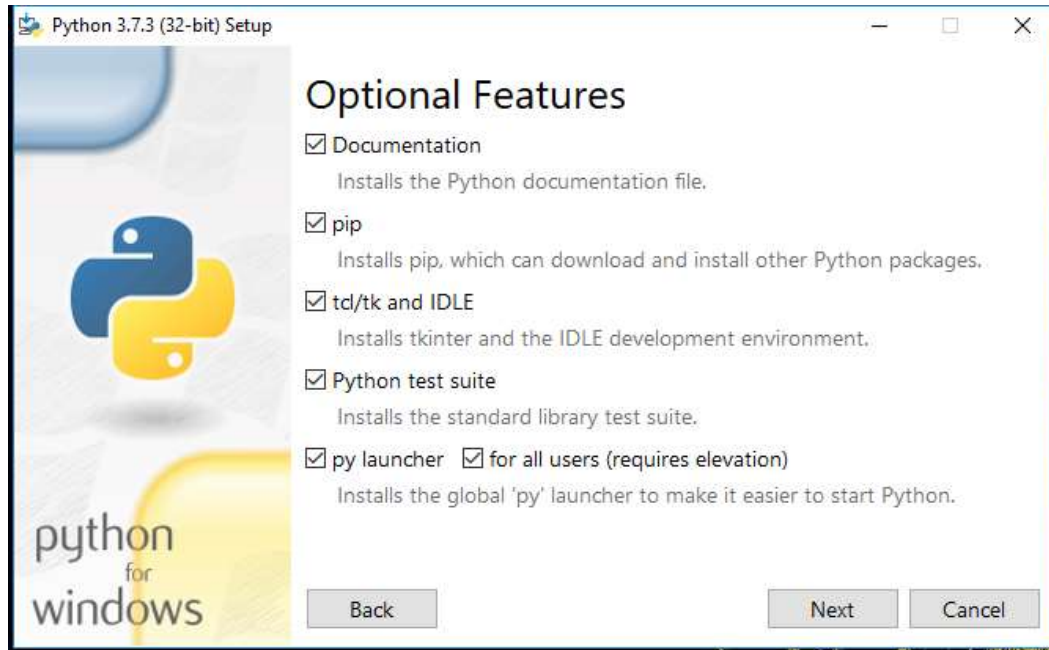 Python 3.7.3 (32-bit) Setup
Optional Features
Documentation
Installs the Python documentation file.
pip
Installs pip, which can download and install other Python packages.
tcl/tk and IDLE
Installs tkinter and the IDLE development environment.
Python test suite
Installs the standard library test suite.
py launcher for all users (requires elevation)
Installs the global 'py' launcher to make it easier to start Python.
python
for
windows
Back Next Cancel